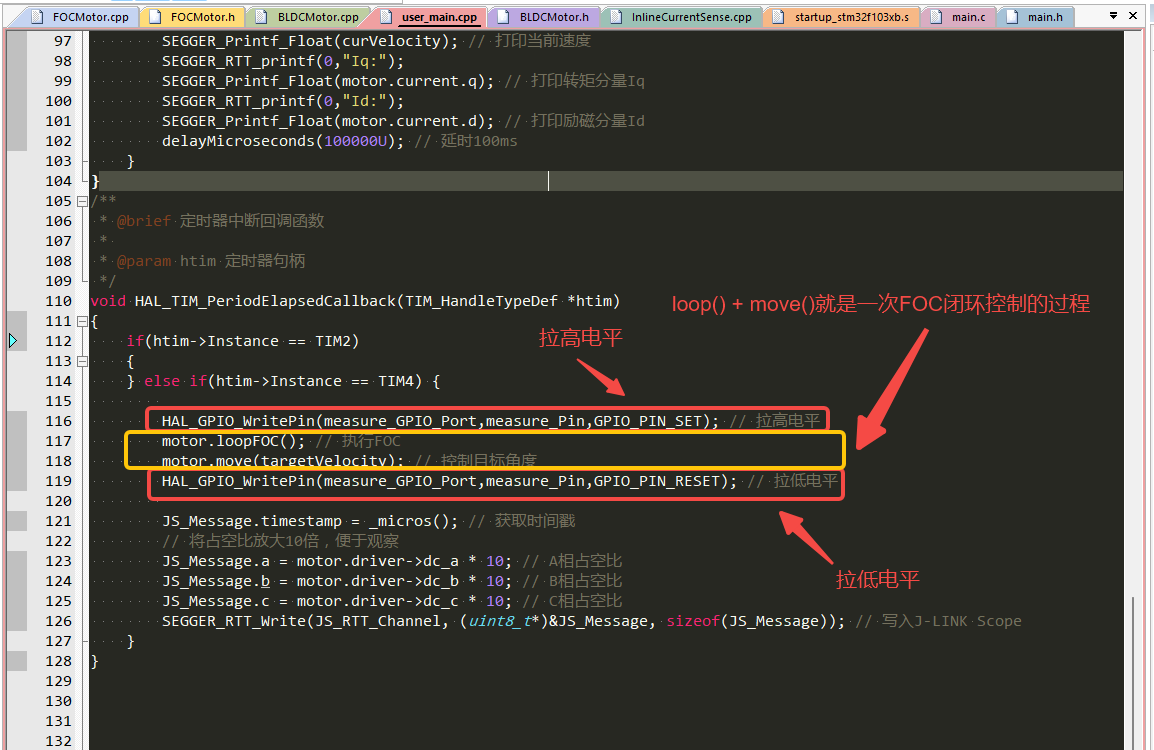 FOCMotor.cpp FOCMotor.h BLDCMotor.cpp user_main.cpp BLDCMotor.h InlineCurrentSense.cpp startup_stm32f103xb.s main.c main.h
97 SEGGER_Printf_Float(curVelocity); // 打印当前速度
98 SEGGER_RTT_printf(0,"Iq:");
99 SEGGER_Printf_Float(motor.current.q); // 打印转矩分量Iq
100 SEGGER_RTT_printf(0,"Id:");
101 SEGGER_Printf_Float(motor.current.d); // 打印励磁分量Id
102 delayMicroseconds(100000U); // 延时100ms
103 }
104 }
105 /**
106 * @brief 定时器中断回调函数
107 *
108 * @param htim 定时器句柄
109 */
110 void HAL_TIM_PeriodElapsedCallback(TIM_HandleTypeDef *htim)
loop() + move()就是一次FOC闭环控制的过程
111 {
112 if(htim->Instance == TIM2)
拉高电平
113 {
114 } else if(htim->Instance == TIM4) {
115
116 HAL_GPIO_WritePin(measure_GPIO_Port,measure_Pin,GPIO_PIN_SET); // 拉高电平
117 motor.loopFOC(); // 执行FOC
118 motor.move(targetVelocity); // 控制目标角度
119 HAL_GPIO_WritePin(measure_GPIO_Port,measure_Pin,GPIO_PIN_RESET); // 拉低电平
120
121 JS_Message.timestamp = _micros(); // 获取时间戳
122 // 将占空比放大10倍，便于观察
123 JS_Message.a = motor.driver->dc_a * 10; // A相占空比
124 JS_Message.b = motor.driver->dc_b * 10; // B相占空比
拉低电平
125 JS_Message.c = motor.driver->dc_c * 10; // C相占空比
126 SEGGER_RTT_Write(JS_RTT_Channel, (uint8_t*)&JS_Message, sizeof(JS_Message)); // 写入J-LINK Scope
127 }
128 }
129
130
131
132